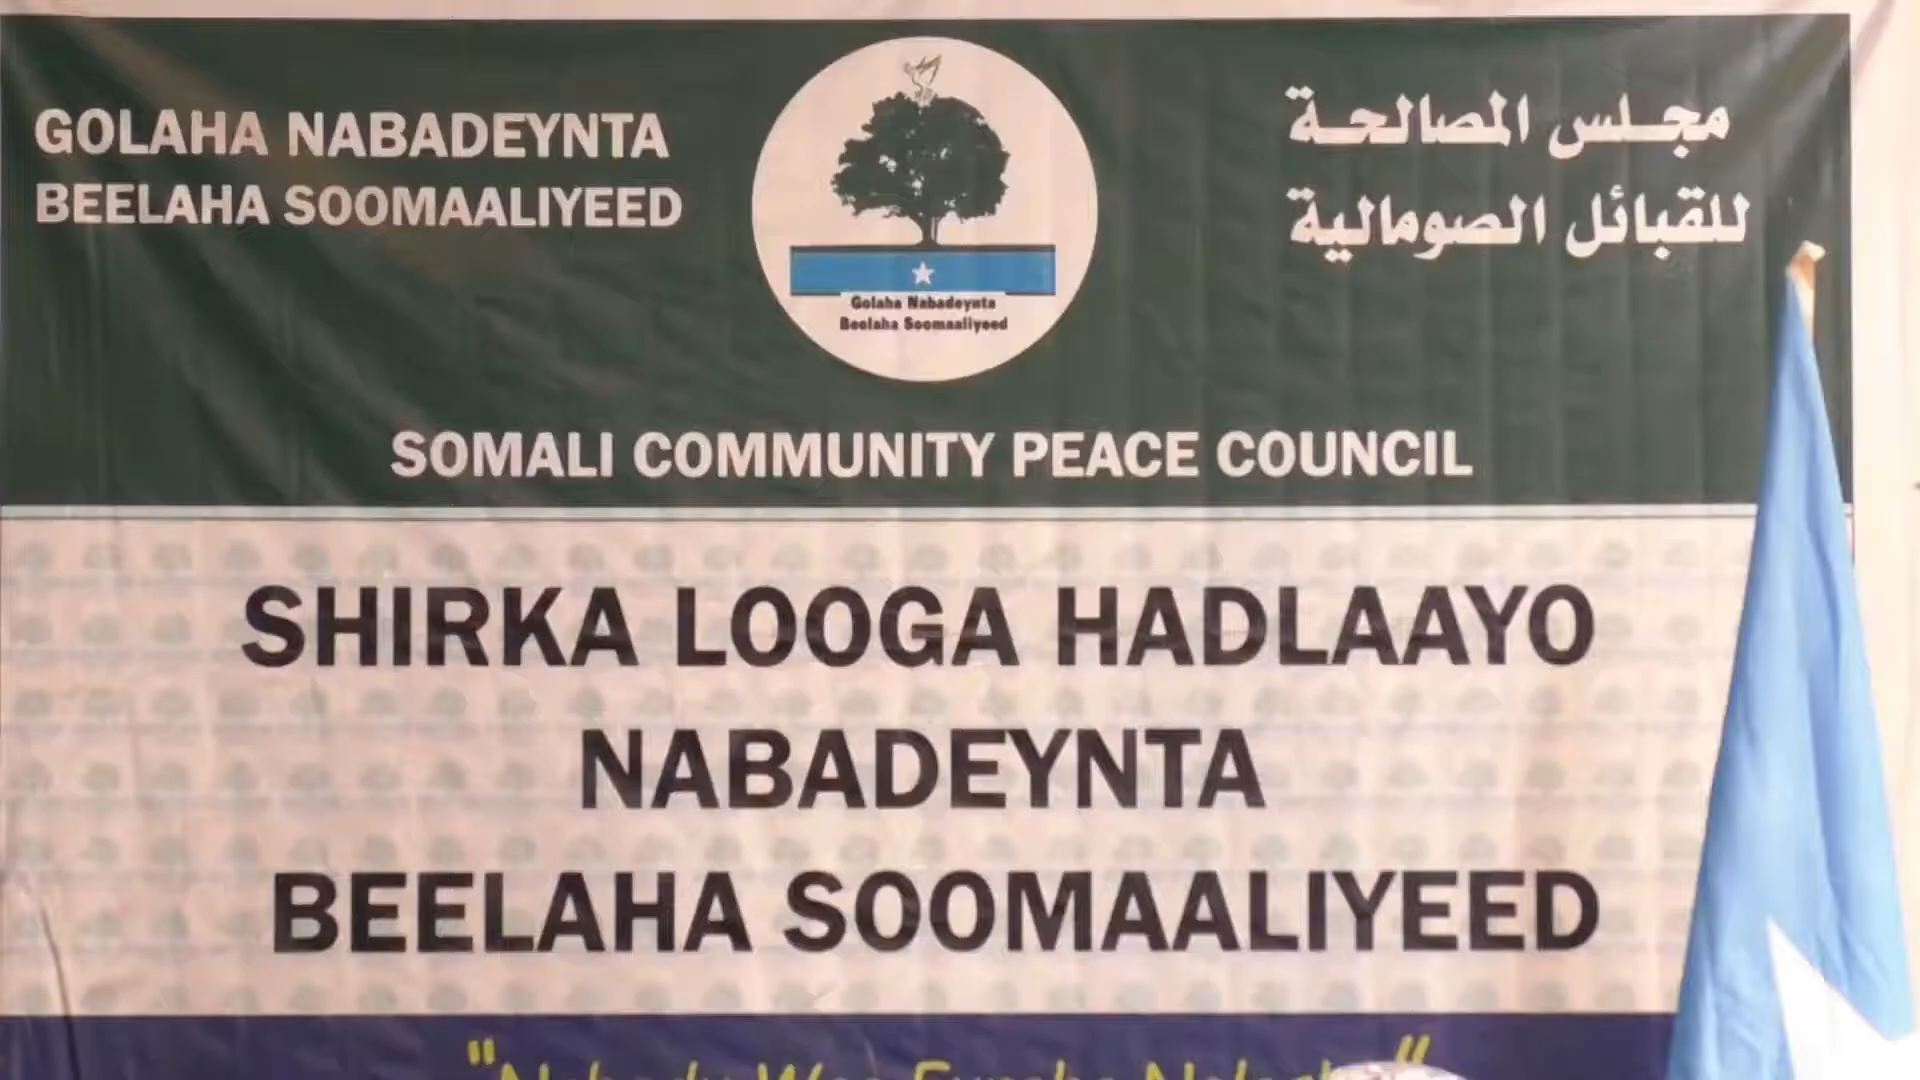 GOLAHA NABADEYNTA
BEELAHA SOOMAALIYEED
مجلس المصالحة
للقبائل الصومالية
Golaha Nabadeynta
Beelaha Soomaaliyeed
SOMALI COMMUNITY PEACE COUNCIL
SHIRKA LOOGA HADLAAYO
NABADEYNTA
BEELAHA SOOMAALIYEED